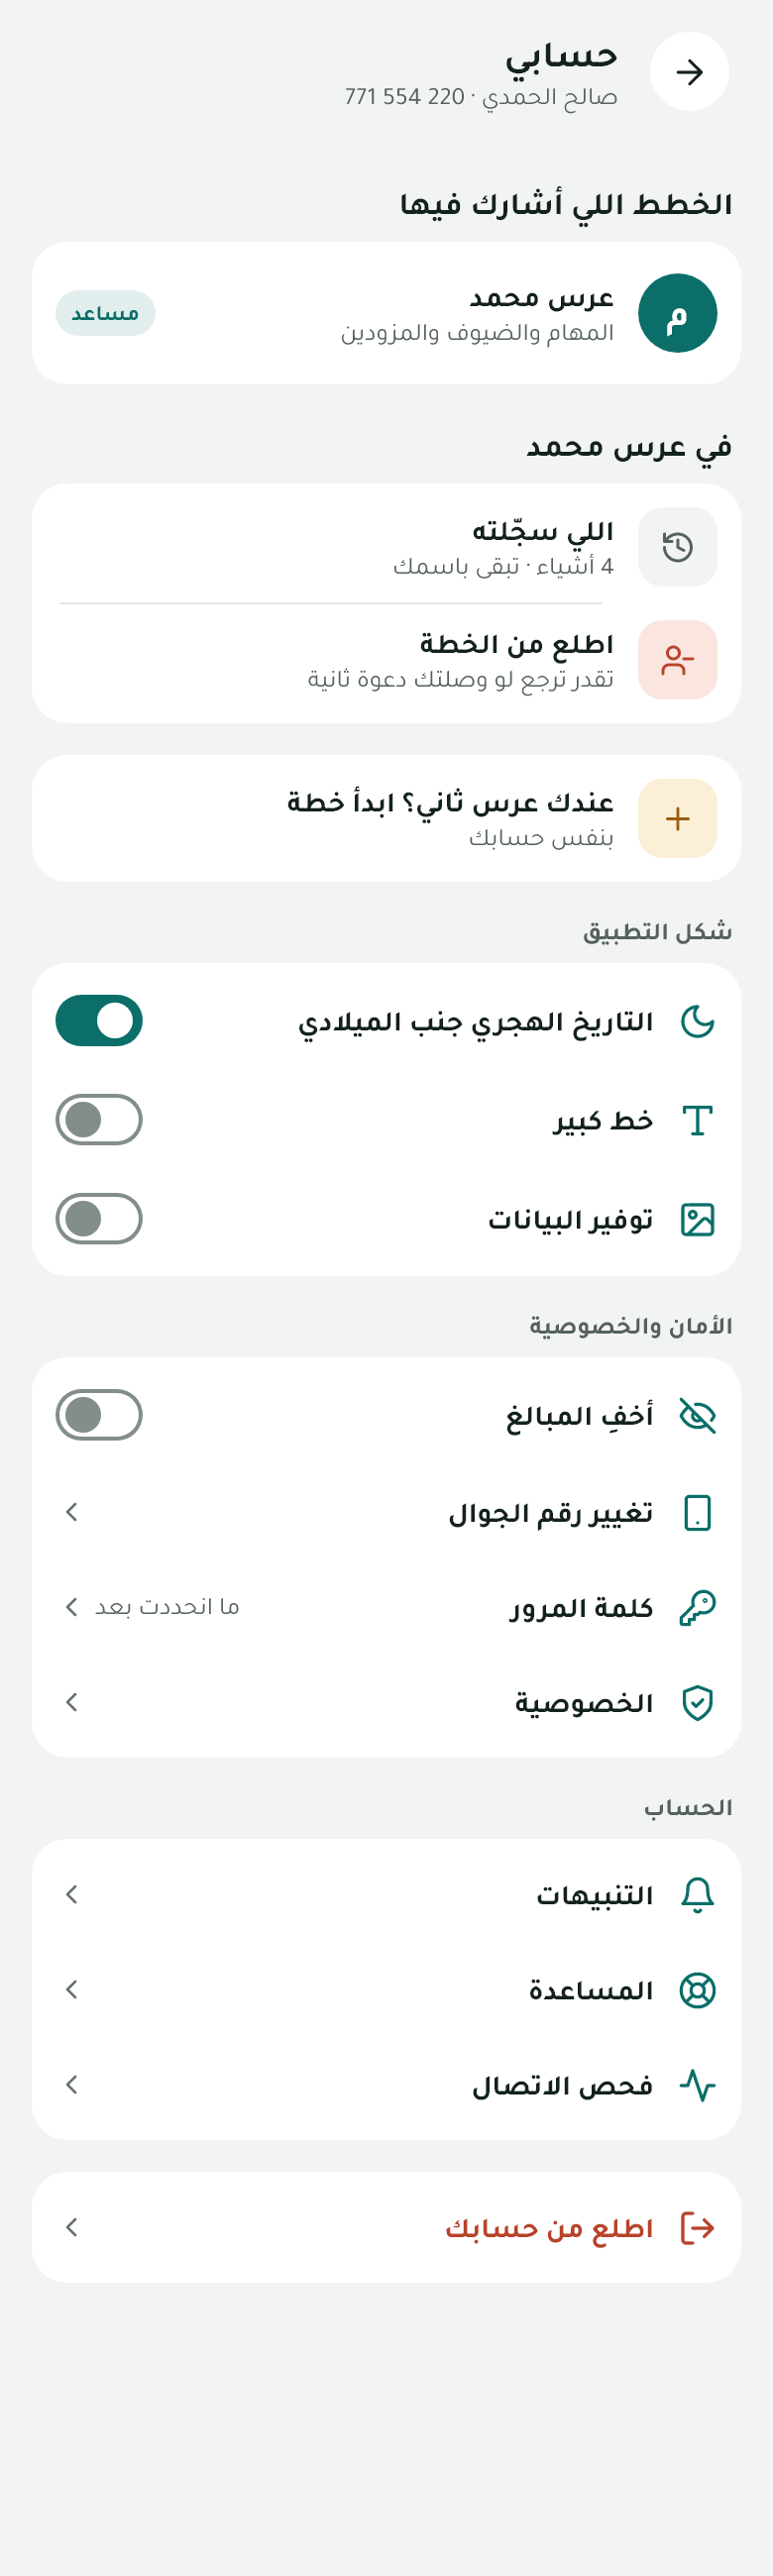 حسابي
صالح الحمدي · 220 554 771
الخطط اللي أشارك فيها
م
عرس محمد
المهام والضيوف والمزودين
مساعد
في عرس محمد
اللي سجّلته
4 أشياء · تبقى باسمك
اطلع من الخطة
تقدر ترجع لو وصلتك دعوة ثانية
عندك عرس ثاني؟ ابدأ خطة
بنفس حسابك
شكل التطبيق
التاريخ الهجري جنب الميلادي
خط كبير
توفير البيانات
الأمان والخصوصية
أخفِ المبالغ
تغيير رقم الجوال
كلمة المرور
ما انحددت بعد
الخصوصية
الحساب
التنبيهات
المساعدة
فحص الاتصال
اطلع من حسابك